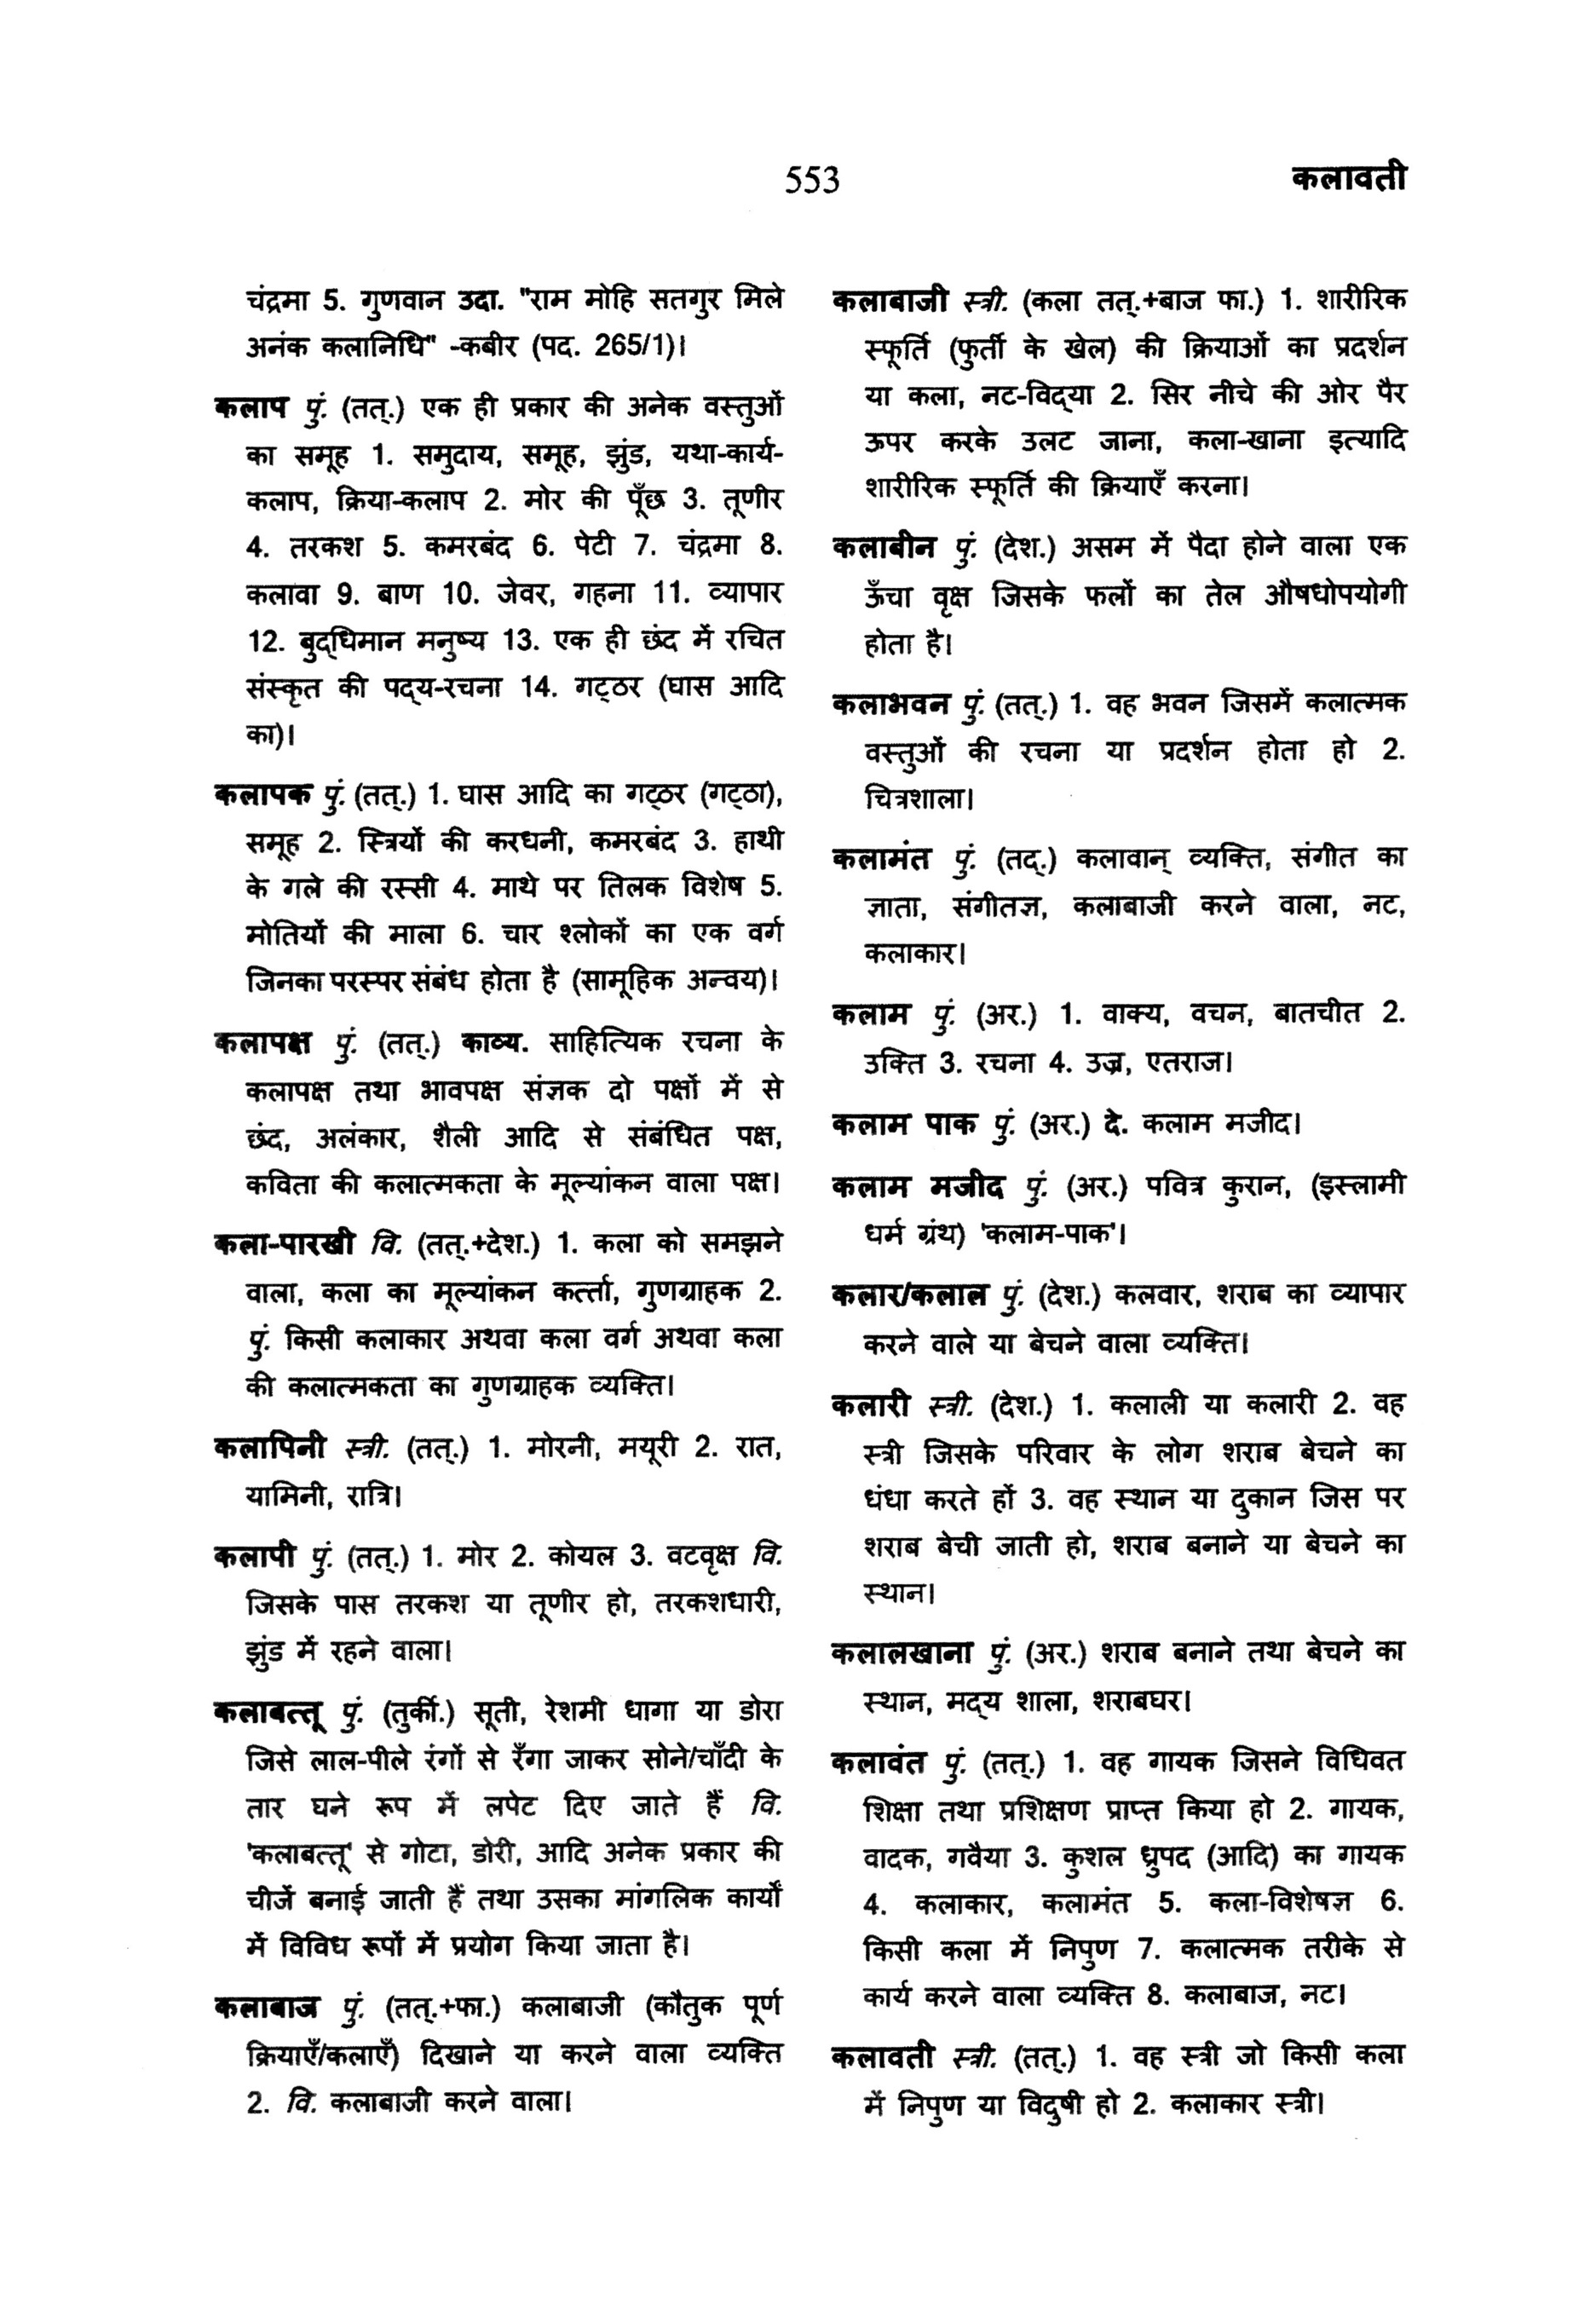 553
कलावती
चंद्रमा 5. गुणवान उदा. "राम मोहि सतगुर मिले
अनंक कलानिधि" -कबीर (पद. 265/1)।
कलाप पुं. (तत्.) एक ही प्रकार की अनेक वस्तुओं
का समूह 1. समुदाय, समूह, झुंड, यथा-कार्य-
कलाप, क्रिया-कलाप 2. मोर की पूँछ 3. तूणीर
4. तरकश 5. कमरबंद 6. पेटी 7. चंद्रमा 8.
कलावा 9. बाण 10. जेवर, गहना 11. व्यापार
12. बुद्‌धिमान मनुष्य 13. एक ही छंद में रचित
संस्कृत की पद्‌य-रचना 14. गट्‌ठर (घास आदि
का)।
कलापक पुं. (तत्.) 1. घास आदि का गट्‌ठर (गट्‌ठा),
समूह 2. स्त्रियों की करधनी, कमरबंद 3. हाथी
के गले की रस्सी 4. माथे पर तिलक विशेष 5.
मोतियों की माला 6. चार श्लोकों का एक वर्ग
जिनका परस्पर संबंध होता है (सामूहिक अन्वय)।
कलापक्ष पुं. (तत्.) काव्य. साहित्यिक रचना के
कलापक्ष तथा भावपक्ष संज्ञक दो पक्षों में से
छंद, अलंकार, शैली आदि से संबंधित पक्ष,
कविता की कलात्मकता के मूल्यांकन वाला पक्ष।
कला-पारखी वि. (तत्.+देश.) 1. कला को समझने
वाला, कला का मूल्यांकन कर्त्ता, गुणग्राहक 2.
पुं. किसी कलाकार अथवा कला वर्ग अथवा कला
की कलात्मकता का गुणग्राहक व्यक्ति।
कलापिनी स्त्री. (तत्.) 1. मोरनी, मयूरी 2. रात,
यामिनी, रात्रि।
कलापी पुं. (तत्.) 1. मोर 2. कोयल 3. वटवृक्ष वि.
जिसके पास तरकश या तूणीर हो, तरकशधारी,
झुंड में रहने वाला।
कलाबत्तू पुं. (तुर्की.) सूती, रेशमी धागा या डोरा
जिसे लाल-पीले रंगों से रँगा जाकर सोने/चाँदी के
तार घने रूप में लपेट दिए जाते हैं वि.
'कलाबत्तू' से गोटा, डोरी, आदि अनेक प्रकार की
चीजें बनाई जाती हैं तथा उसका मांगलिक कार्यों
में विविध रूपों में प्रयोग किया जाता है।
कलाबाज पुं. (तत्.+फा.) कलाबाजी (कौतुक पूर्ण
क्रियाएँ/कलाएँ) दिखाने या करने वाला व्यक्ति
2. वि. कलाबाजी करने वाला।
कलाबाजी स्त्री. (कला तत्.+बाज फा.) 1. शारीरिक
स्फूर्ति (फुर्ती के खेल) की क्रियाओं का प्रदर्शन
या कला, नट-विद्‌या 2. सिर नीचे की ओर पैर
ऊपर करके उलट जाना, कला-खाना इत्यादि
शारीरिक स्फूर्ति की क्रियाएँ करना।
कलाबीन पुं. (देश.) असम में पैदा होने वाला एक
ऊँचा वृक्ष जिसके फलों का तेल औषधोपयोगी
होता है।
कलाभवन पुं. (तत्.) 1. वह भवन जिसमें कलात्मक
वस्तुओं की रचना या प्रदर्शन होता हो 2.
चित्रशाला।
कलामंत पुं. (तद्.) कलावान् व्यक्ति, संगीत का
ज्ञाता, संगीतज्ञ, कलाबाजी करने वाला, नट,
कलाकार।
कलाम पुं. (अर.) 1. वाक्य, वचन, बातचीत 2.
उक्ति 3. रचना 4. उज्र, एतराज।
कलाम पाक पुं. (अर.) दे. कलाम मजीद।
कलाम मजीद पुं. (अर.) पवित्र कुरान, (इस्लामी
धर्म ग्रंथ) 'कलाम-पाक'।
कलार/कलाल पुं. (देश.) कलवार, शराब का व्यापार
करने वाले या बेचने वाला व्यक्ति।
कलारी स्त्री. (देश.) 1. कलाली या कलारी 2. वह
स्त्री जिसके परिवार के लोग शराब बेचने का
धंधा करते हों 3. वह स्थान या दुकान जिस पर
शराब बेची जाती हो, शराब बनाने या बेचने का
स्थान।
कलालखाना पुं. (अर.) शराब बनाने तथा बेचने का
स्थान, मद्‌य शाला, शराबघर।
कलावंत पुं. (तत्.) 1. वह गायक जिसने विधिवत
शिक्षा तथा प्रशिक्षण प्राप्त किया हो 2. गायक,
वादक, गवैया 3. कुशल ध्रुपद (आदि) का गायक
4. कलाकार, कलामंत 5. कला-विशेषज्ञ 6.
किसी कला में निपुण 7. कलात्मक तरीके से
कार्य करने वाला व्यक्ति 8. कलाबाज, नट।
कलावती स्त्री. (तत्.) 1. वह स्त्री जो किसी कला
में निपुण या विदुषी हो 2. कलाकार स्त्री।